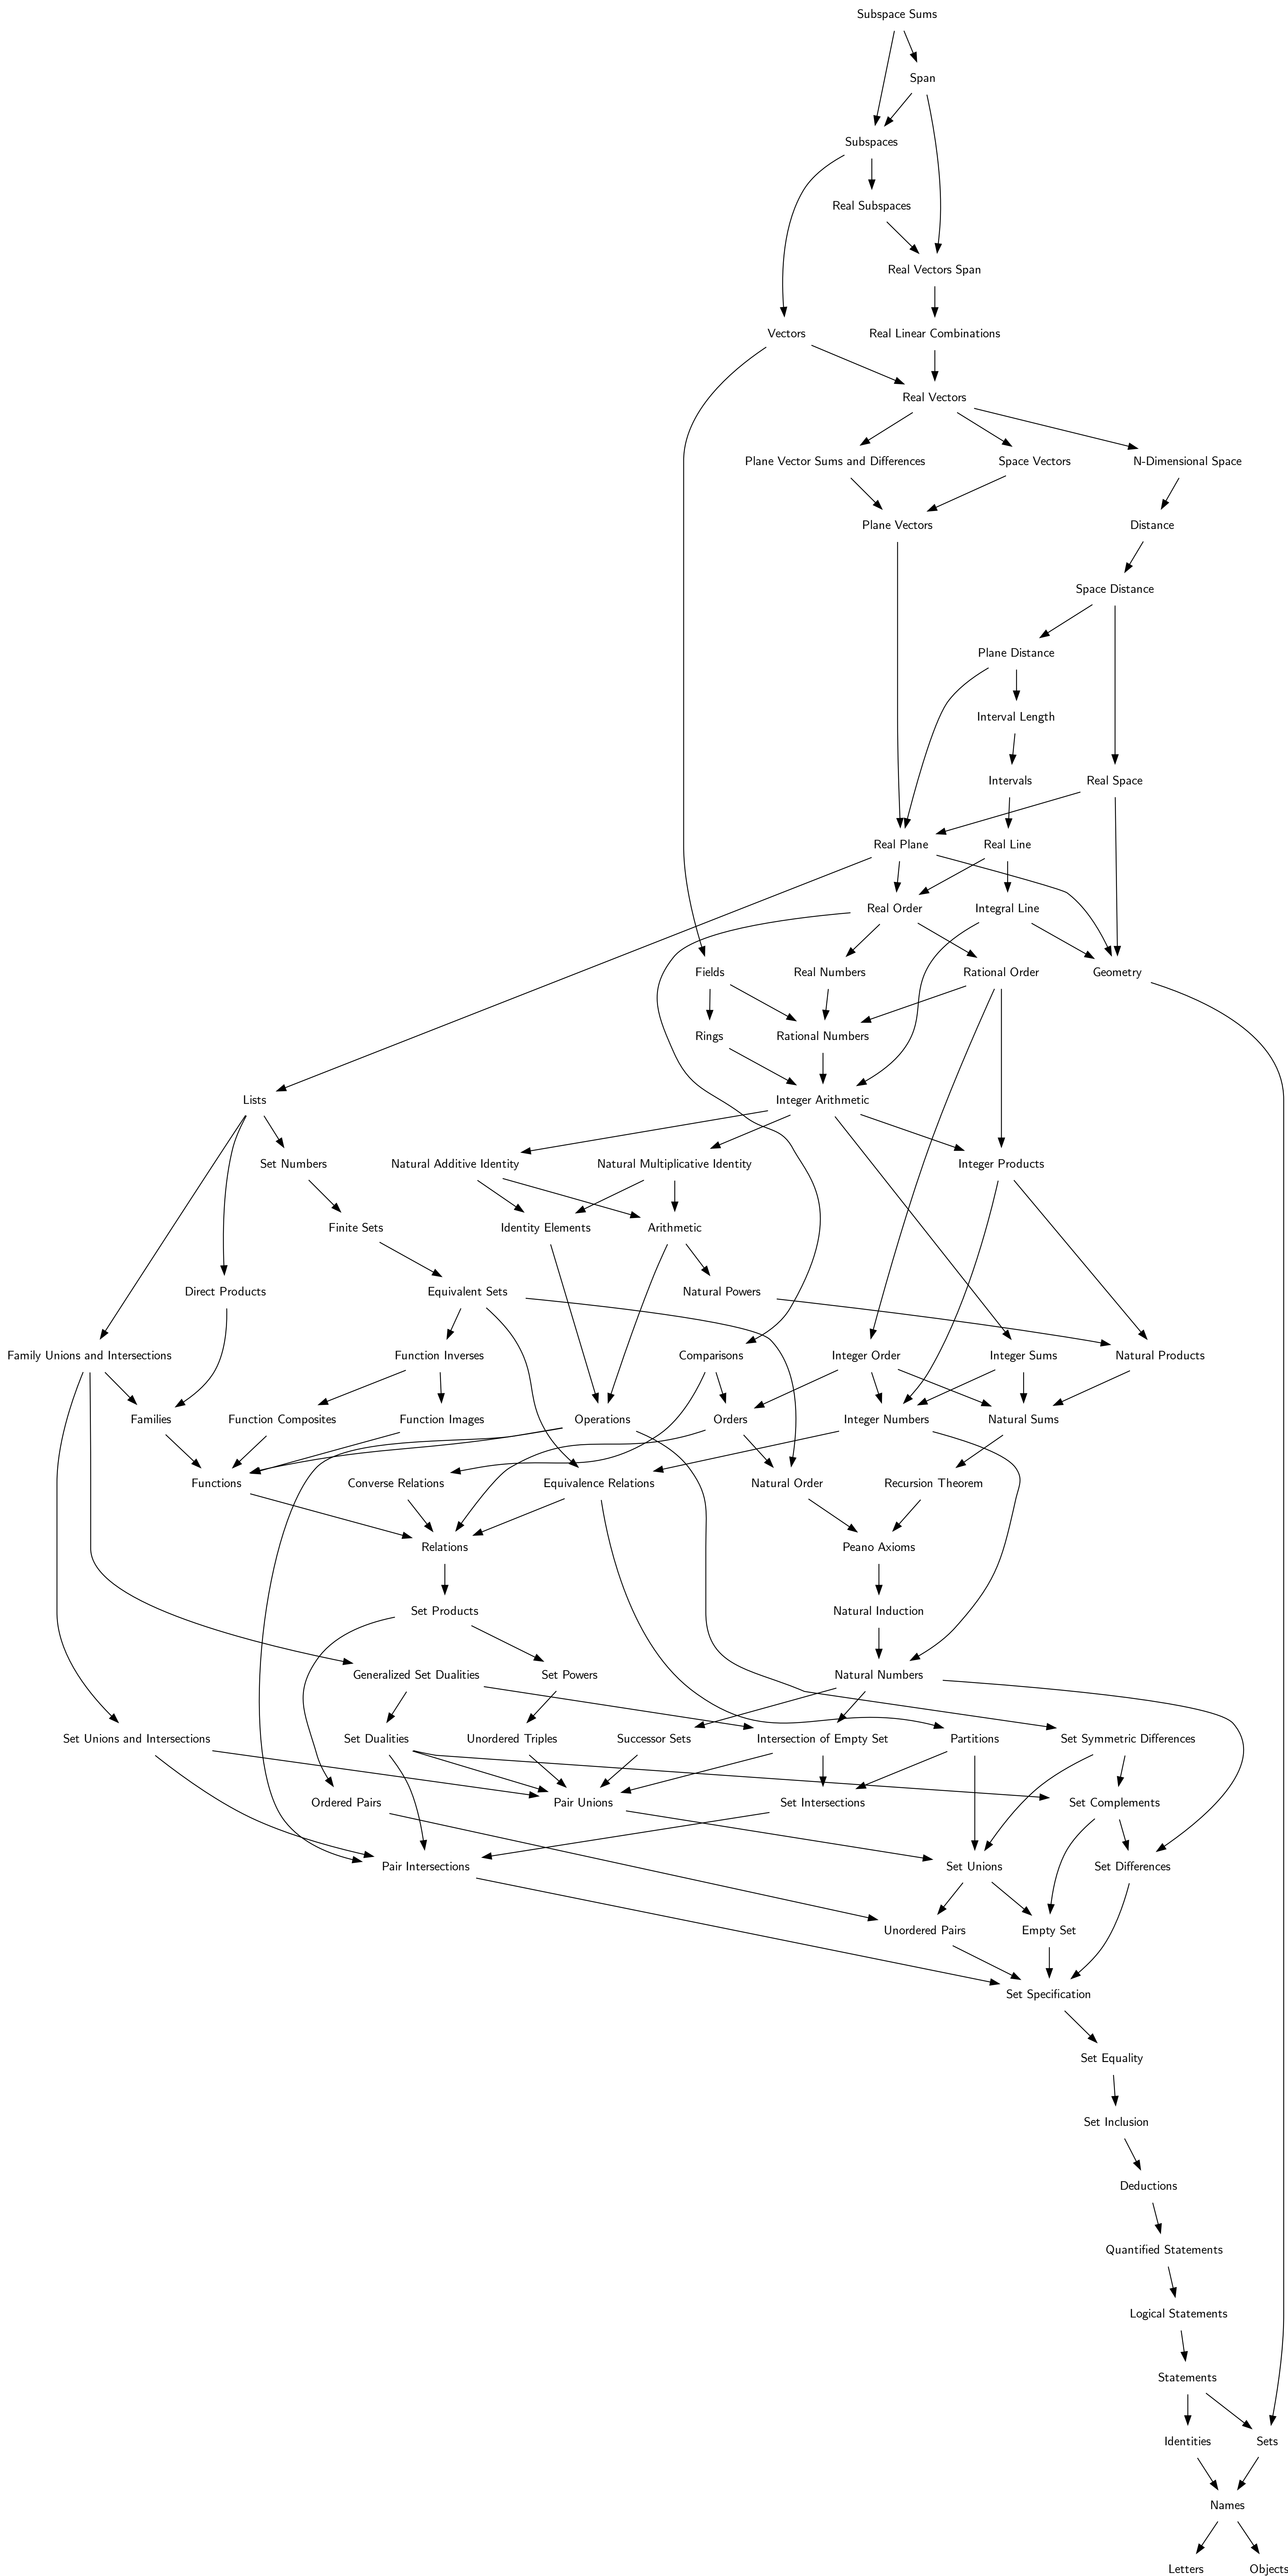 Subspace Sums
Span
Subspaces
Real Subspaces
Real Vectors Span
Vectors
Real Linear Combinations
Real Vectors
Plane Vector Sums and Differences
Space Vectors
N-Dimensional Space
Plane Vectors
Distance
Space Distance
Plane Distance
Interval Length
Intervals
Real Space
Real Plane
Real Line
Real Order
Integral Line
Fields
Real Numbers
Rational Order
Geometry
Rings
Rational Numbers
Lists
Integer Arithmetic
Set Numbers
Natural Additive Identity
Natural Multiplicative Identity
Integer Products
Finite Sets
Identity Elements
Arithmetic
Direct Products
Equivalent Sets
Natural Powers
Family Unions and Intersections
Function Inverses
Comparisons
Integer Order
Integer Sums
Natural Products
Families
Function Composites
Function Images
Operations
Orders
Integer Numbers
Natural Sums
Functions
Converse Relations
Equivalence Relations
Natural Order
Recursion Theorem
Relations
Peano Axioms
Set Products
Natural Induction
Generalized Set Dualities
Set Powers
Natural Numbers
Set Unions and Intersections
Set Dualities
Unordered Triples
Successor Sets
Intersection of Empty Set
Partitions
Set Symmetric Differences
Ordered Pairs
Pair Unions
Set Intersections
Set Complements
Pair Intersections
Set Unions
Set Differences
Unordered Pairs
Empty Set
Set Specification
Set Equality
Set Inclusion
Deductions
Quantified Statements
Logical Statements
Statements
Identities
Sets
Names
Letters
Objects